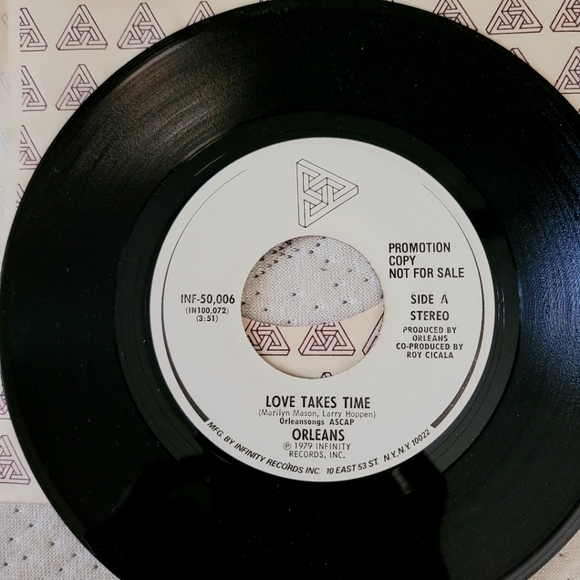 PROMOTION
COPY
NOT FOR SALE
INF-50,006
(IN100,072)
(3:51)
SIDE A
STEREO
PRODUCED BY
ORLEANS
CO-PRODUCED BY
ROY CICALA
LOVE TAKES TIME
(Marilyn Mason, Larry Hoppen)
Orleansongs ASCAP
ORLEANS
℗ 1979 INFINITY
RECORDS, INC.
MFG. BY INFINITY RECORDS INC. 10 EAST 53 ST. N.Y., N.Y. 10022